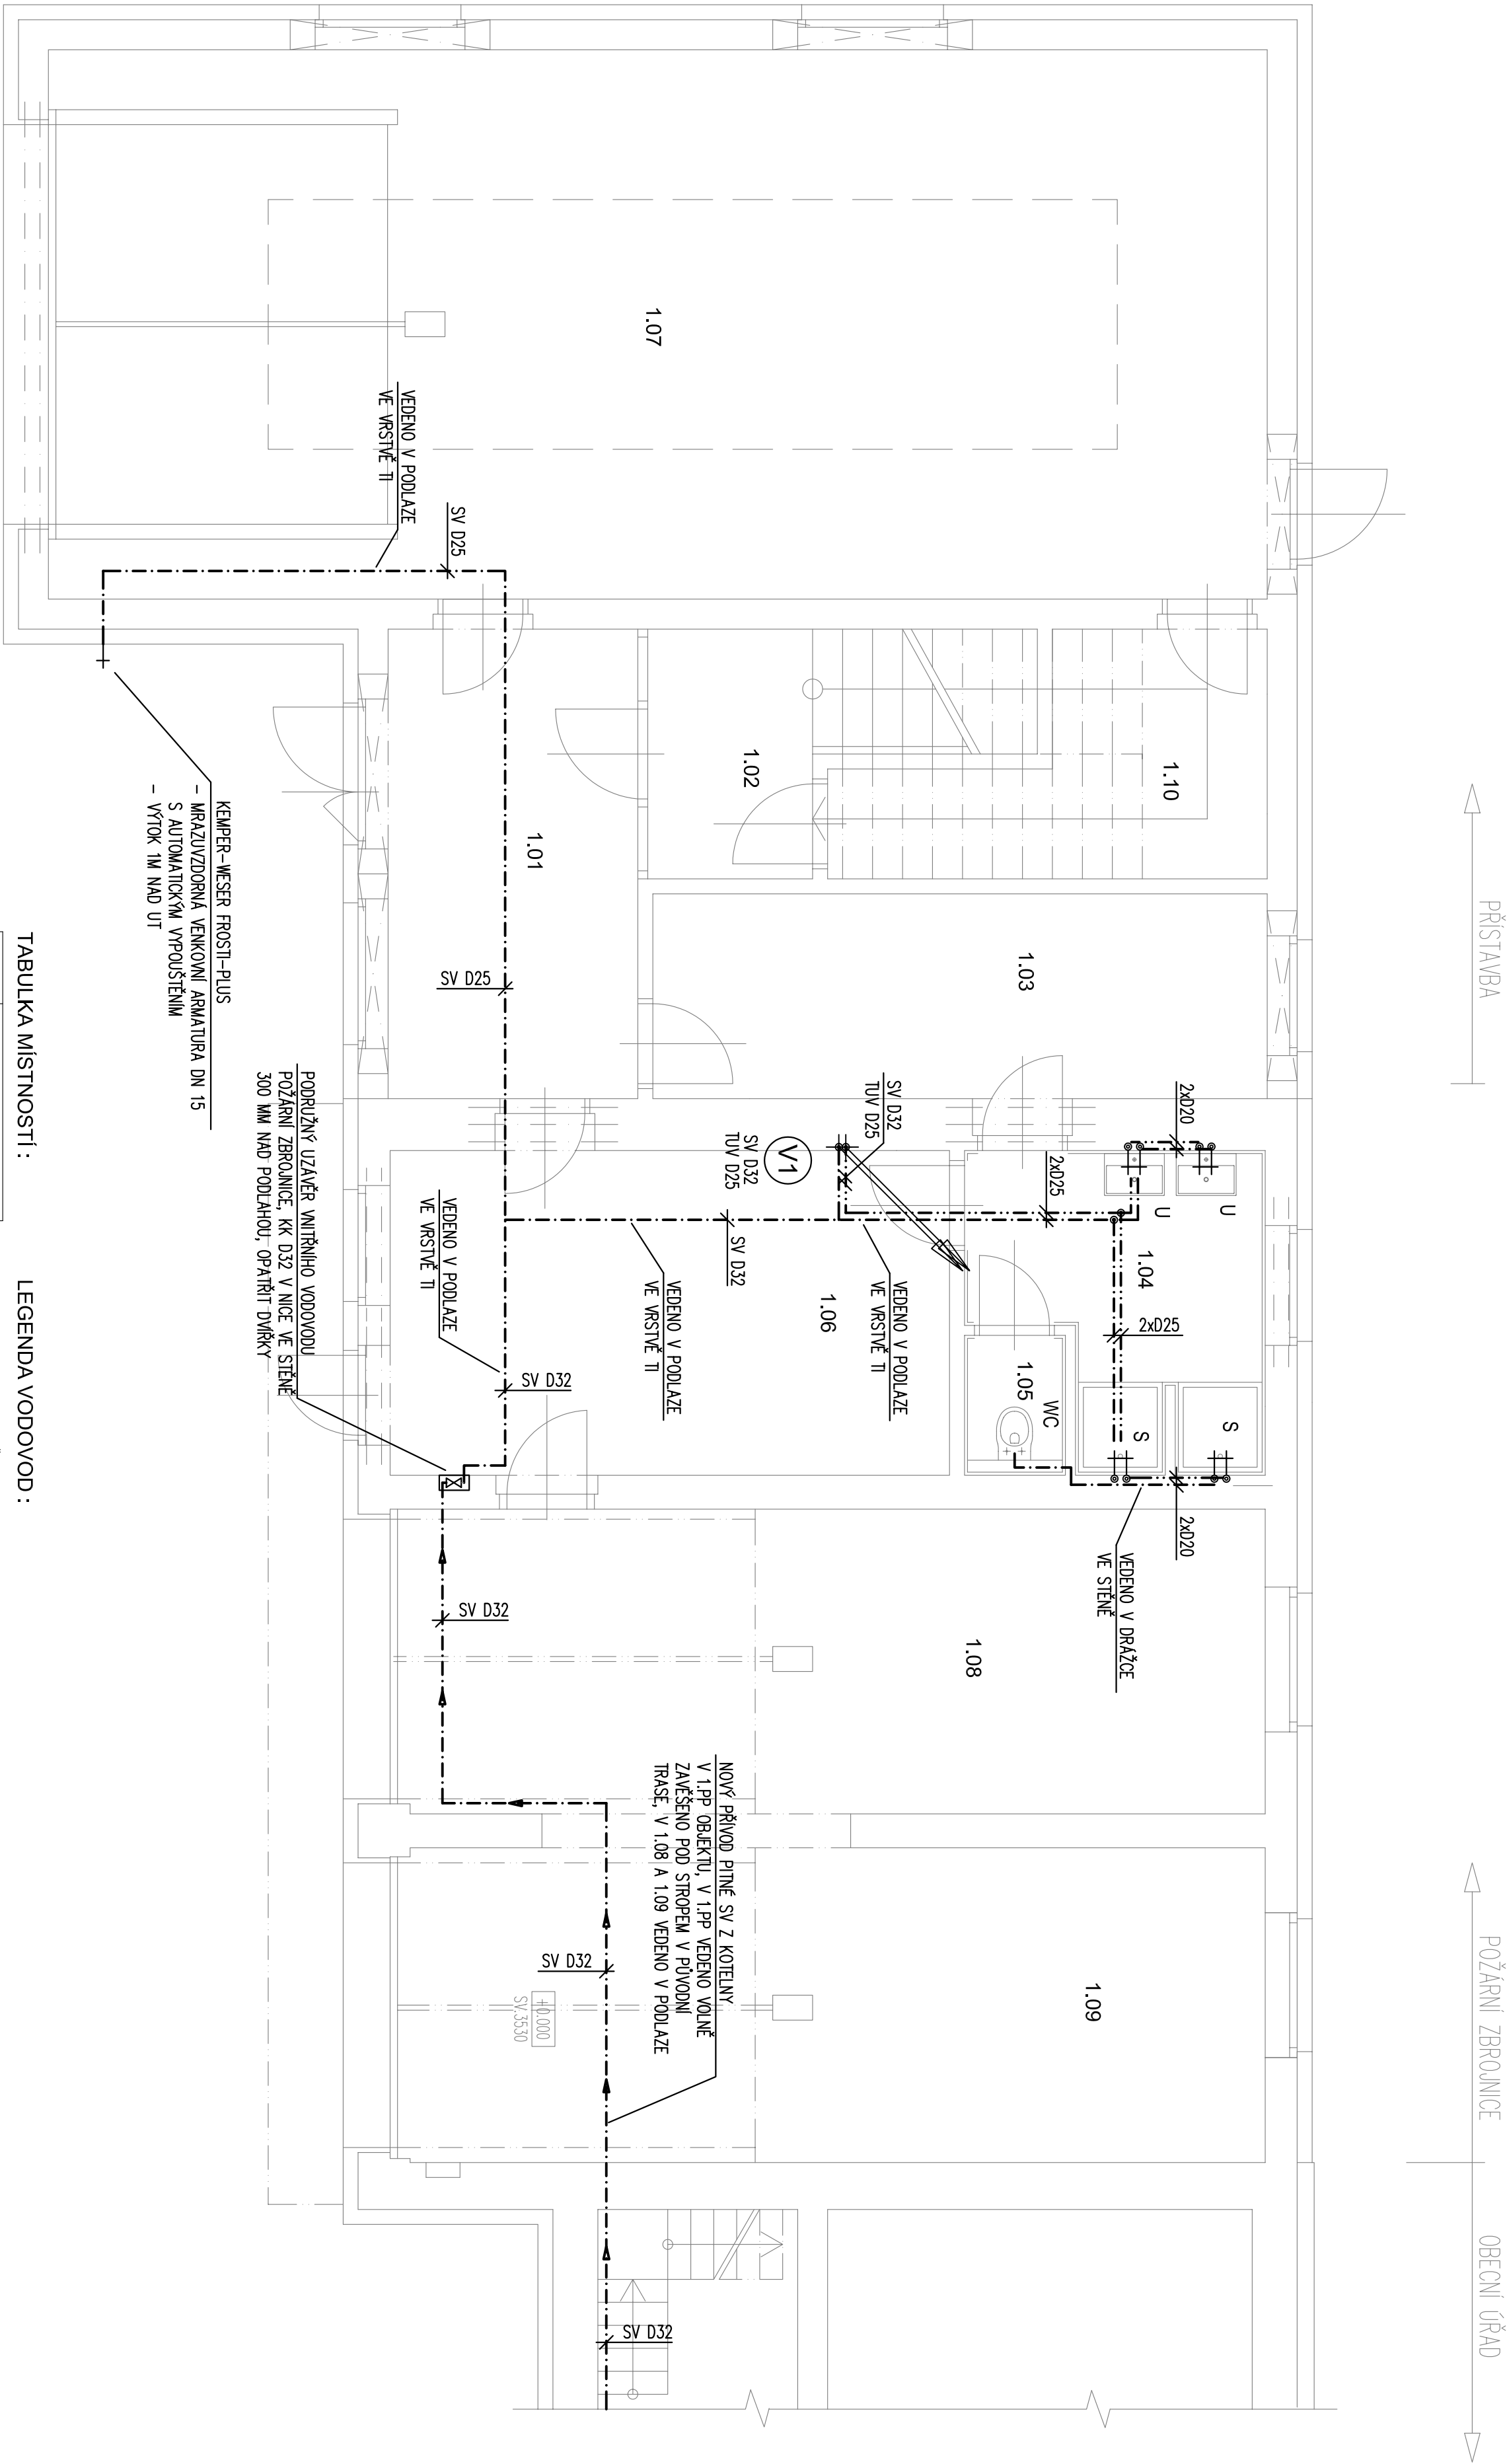 PŘÍSTAVBA
POŽÁRNÍ ZBROJNICE
OBECNÍ ÚŘAD
1.07
VEDENO V PODLAZE
VE VRSTVĚ TI
SV D25
1.10
1.02
1.01
1.03
SV D25
KEMPER-WESER FROSTI-PLUS
- MRAZUVZDORNÁ VENKOVNÍ ARMATURA DN 15
S AUTOMATICKÝM VYPOUŠTĚNÍM
- VÝTOK 1M NAD UT
2xD20
SV D32
TUV D25
V1
SV D32
TUV D25
2xD25
U
U
1.04
2xD25
S
S
2xD20
WC
1.05
1.06
VEDENO V PODLAZE
VE VRSTVĚ TI
SV D32
VEDENO V PODLAZE
VE VRSTVĚ TI
VEDENO V PODLAZE
VE VRSTVĚ TI
SV D32
PODRUŽNÝ UZÁVĚR VNITŘNÍHO VODOVODU
POŽÁRNÍ ZBROJNICE, KK D32 V NICE VE STĚNĚ
300 MM NAD PODLAHOU, OPATŘIT DVÍŘKY
VEDENO V DRÁŽCE
VE STĚNĚ
1.08
SV D32
NOVÝ PŘÍVOD PITNÉ SV Z KOTELNY
V 1.PP OBJEKTU, V 1.PP VEDENO VOLNĚ
ZAVĚŠENO POD STROPEM V PŮVODNÍ
TRASE, V 1.08 A 1.09 VEDENO V PODLAZE
1.09
SV D32
+0.000
SV.3530
SV D32
TABULKA MÍSTNOSTÍ :
LEGENDA VODOVOD :